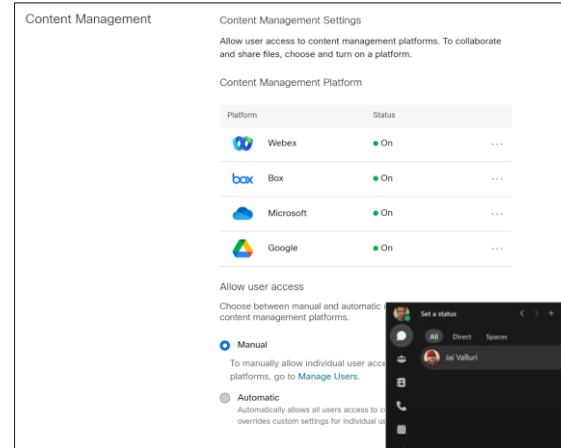 Content Management
Content Management Settings
Allow user access to content management platforms. To collaborate
and share files, choose and turn on a platform.
Content Management Platform
Platform Status
Webex On
box Box On
Microsoft On
Google On
Allow user access
Choose between manual and automatic
content management platforms.
Manual
To manually allow individual user acce
platforms, go to Manage Users.
Automatic
Automatically allows all users access to c
overrides custom settings for individual us
Set a status
All Direct Spaces
Jai Valluri